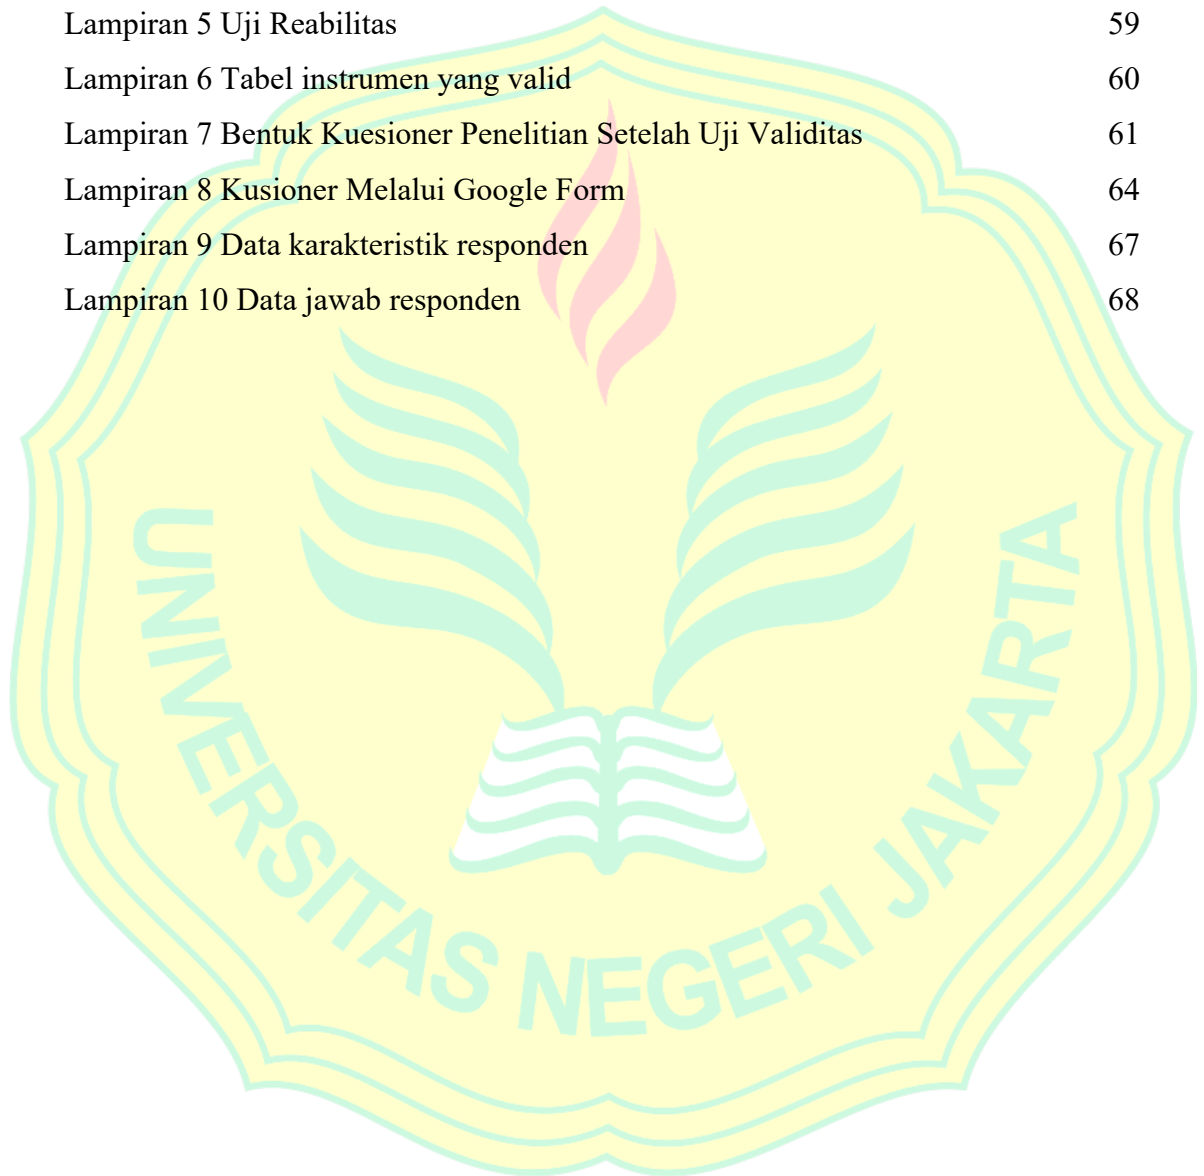 Lampiran 5 Uji Reabilitas 59
Lampiran 6 Tabel instrumen yang valid 60
Lampiran 7 Bentuk Kuesioner Penelitian Setelah Uji Validitas 61
Lampiran 8 Kusioner Melalui Google Form 64
Lampiran 9 Data karakteristik responden 67
Lampiran 10 Data jawab responden 68
UNIVERSITAS NEGERI JAKARTA